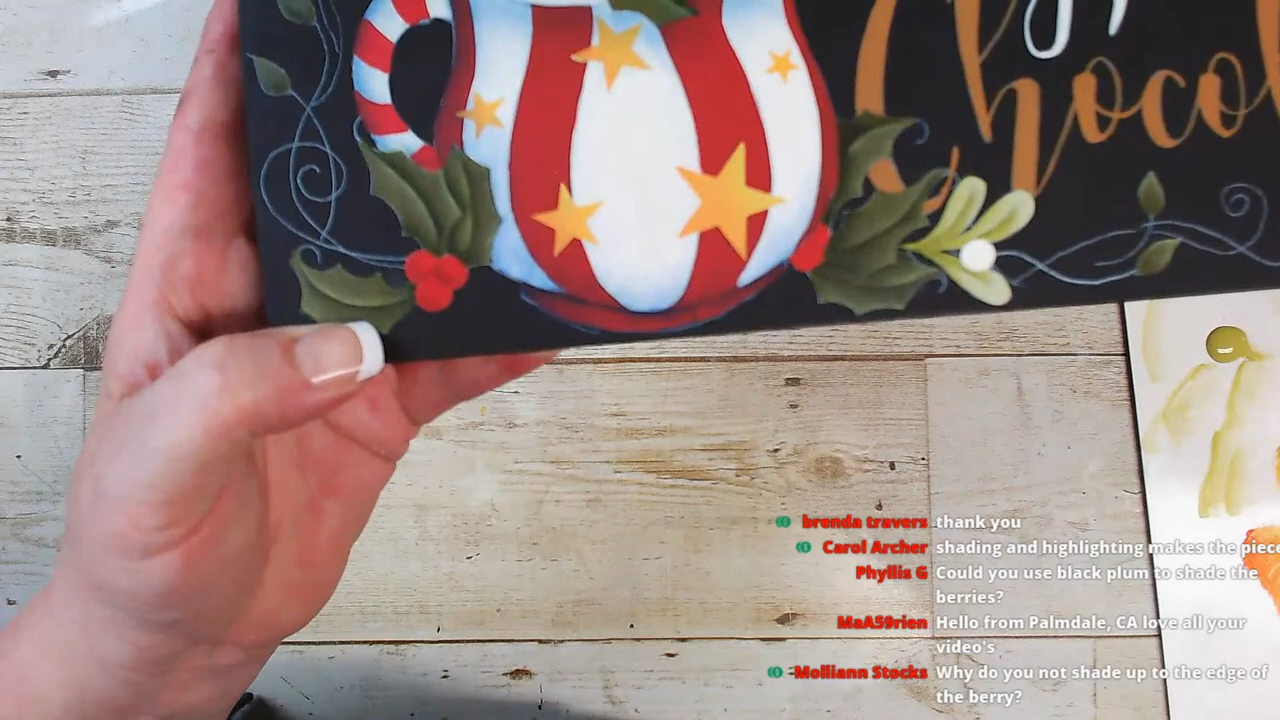 Chocol
brenda travers thank you
Carol Archer shading and highlighting makes the piece
Phyllis G Could you use black plum to shade the
berries?
MaA59rien Hello from Palmdale, CA love all your
video's
Molliann Stocks Why do you not shade up to the edge of
the berry?